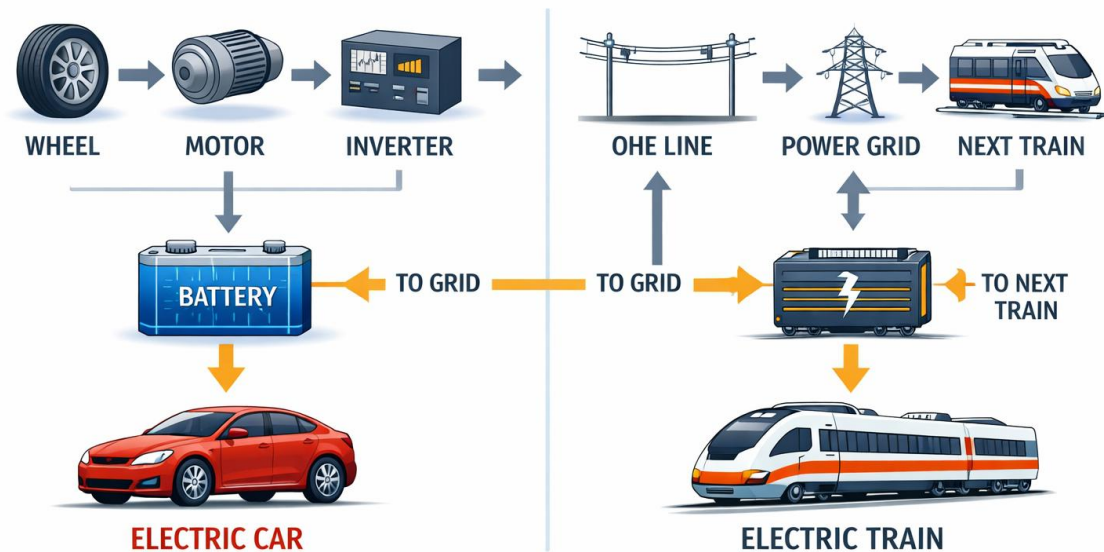 WHEEL
MOTOR
INVERTER
OHE LINE
POWER GRID
NEXT TRAIN
BATTERY
TO GRID
TO GRID
TO NEXT
TRAIN
ELECTRIC CAR
ELECTRIC TRAIN